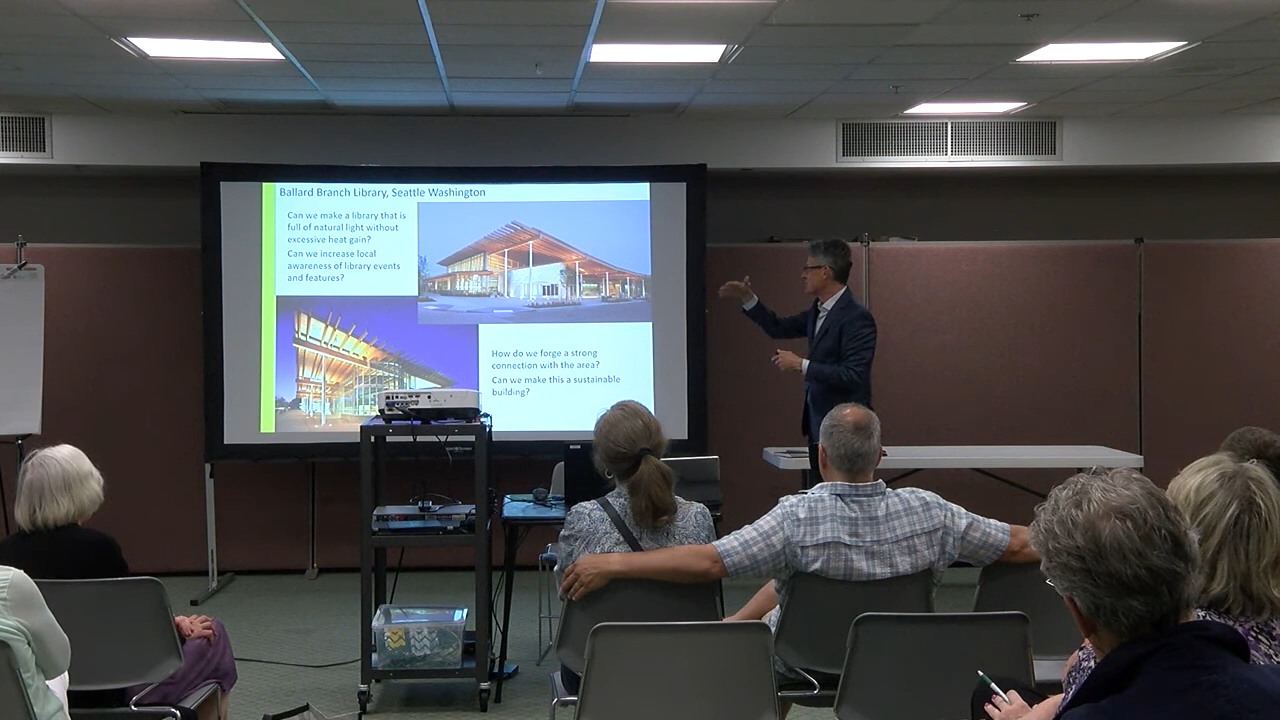 Ballard Branch Library, Seattle Washington
Can we make a library that is
full of natural light without
excessive heat gain?
Can we increase local
awareness of library events
and features?
How do we forge a strong
connection with the area?
Can we make this a sustainable
building?